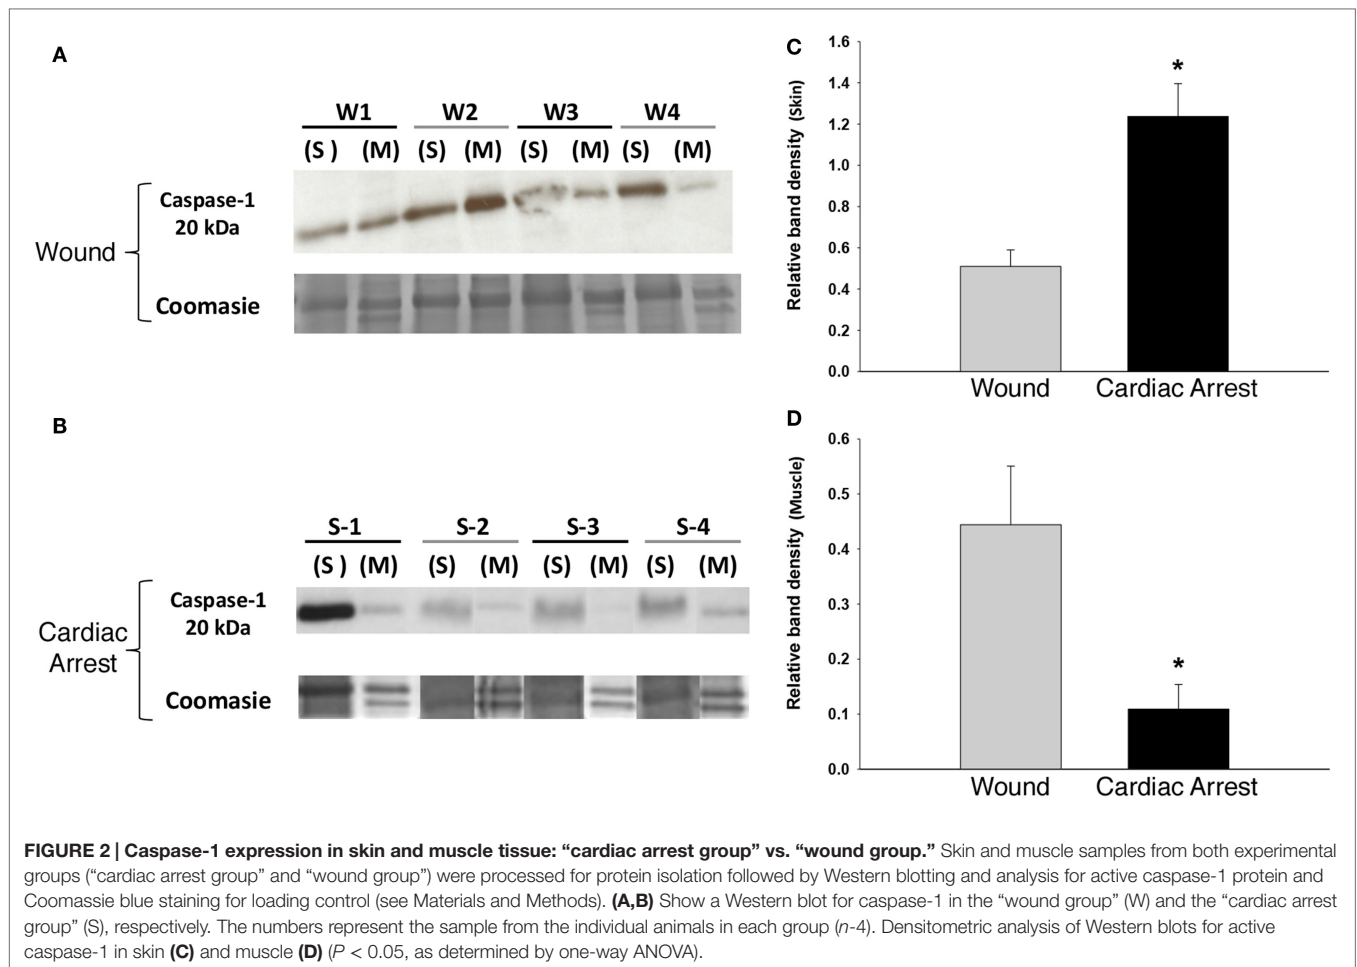 A
W1 W2 W3 W4
(S ) (M) (S) (M) (S) (M) (S) (M)
Caspase-1
20 kDa
Wound
Coomasie
B
S-1 S-2 S-3 S-4
(S ) (M) (S) (M) (S) (M) (S) (M)
Caspase-1
20 kDa
Cardiac
Arrest
Coomasie
C
Relative band density (Skin)
1.6
1.4
1.2
1.0
0.8
0.6
0.4
0.2
0.0
*
Wound Cardiac Arrest
D
Relative band density (Muscle)
0.6
0.5
0.4
0.3
0.2
0.1
0.0
*
Wound Cardiac Arrest
FIGURE 2 | Caspase-1 expression in skin and muscle tissue: “cardiac arrest group” vs. “wound group.” Skin and muscle samples from both experimental
groups (“cardiac arrest group” and “wound group”) were processed for protein isolation followed by Western blotting and analysis for active caspase-1 protein and
Coomassie blue staining for loading control (see Materials and Methods). (A,B) Show a Western blot for caspase-1 in the “wound group” (W) and the “cardiac arrest
group” (S), respectively. The numbers represent the sample from the individual animals in each group (n-4). Densitometric analysis of Western blots for active
caspase-1 in skin (C) and muscle (D) (P < 0.05, as determined by one-way ANOVA).